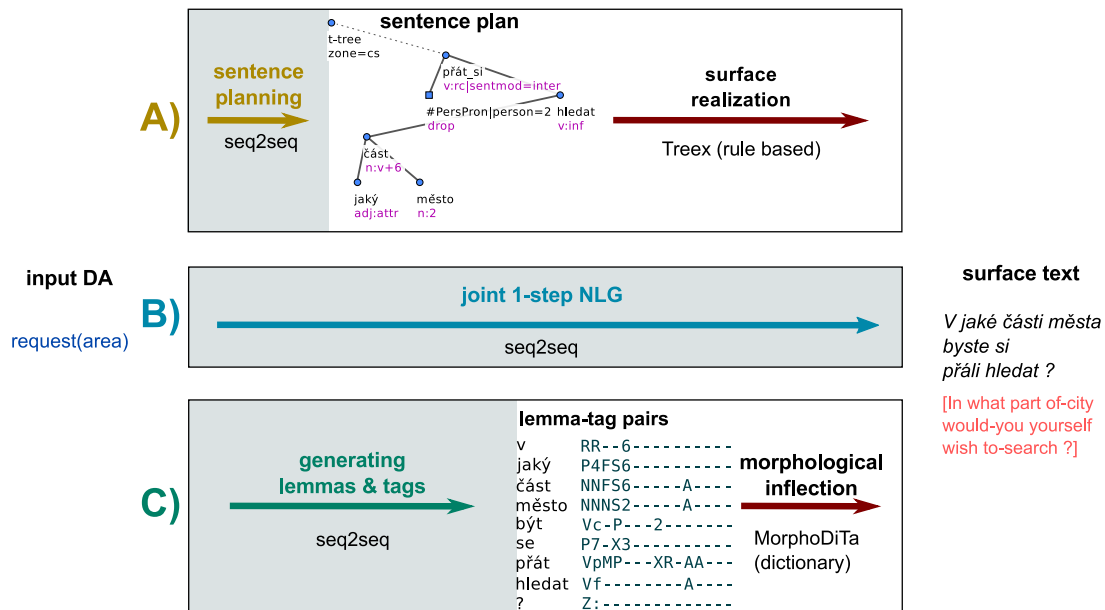 A)
sentence
planning
seq2seq
sentence plan
t-tree
zone=cs
přát_si
v:rc|sentmod=inter
#PersPron|person=2
drop
hledat
v:inf
část
n:v+6
jaký
adj:attr
město
n:2
surface
realization
Treex (rule based)
input DA
request(area)
B)
joint 1-step NLG
seq2seq
surface text
V jaké části města
byste si
přáli hledat ?
[In what part of-city
would-you yourself
wish to-search ?]
C)
generating
lemmas & tags
seq2seq
lemma-tag pairs
v RR--6----------
jaký P4FS6----------
část NNFS6-----A----
město NNNS2-----A----
být Vc-P---2-------
se P7-X3----------
přát VpMP---XR-AA---
hledat Vf--------A----
? Z:-------------
morphological
inflection
MorphoDiTa
(dictionary)